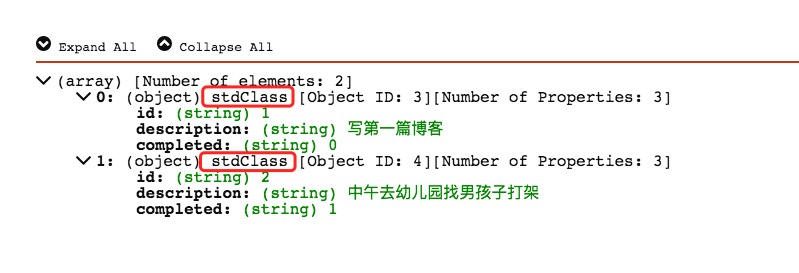 Expand All Collapse All
(array) [Number of elements: 2]
0: (object) stdClass [Object ID: 3][Number of Properties: 3]
id: (string) 1
description: (string) 写第一篇博客
completed: (string) 0
1: (object) stdClass [Object ID: 4][Number of Properties: 3]
id: (string) 2
description: (string) 中午去幼儿园找男孩子打架
completed: (string) 1